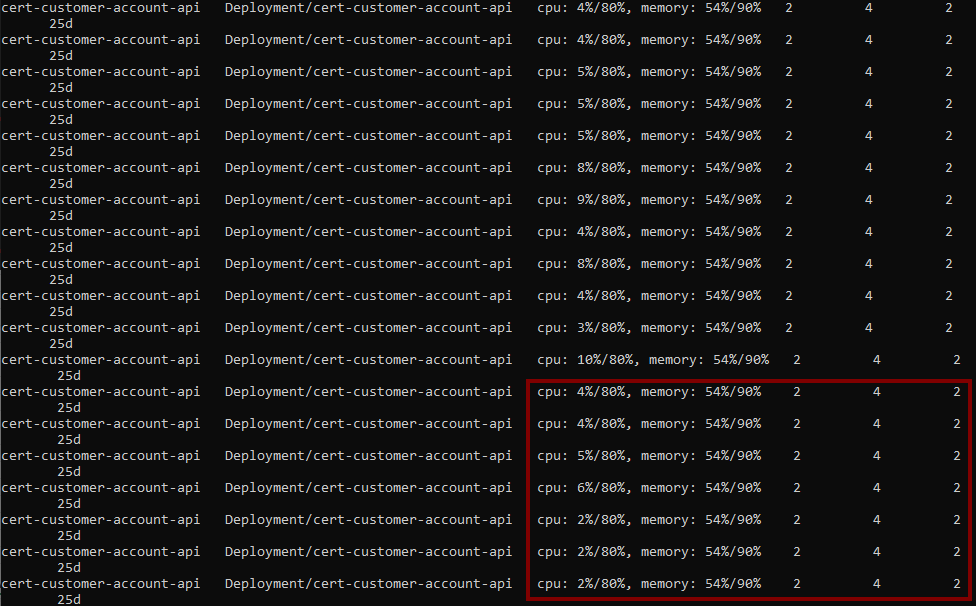 cert-customer-account-api   Deployment/cert-customer-account-api   cpu: 4%/80%, memory: 54%/90%   2         4         2
      25d
cert-customer-account-api   Deployment/cert-customer-account-api   cpu: 4%/80%, memory: 54%/90%   2         4         2
      25d
cert-customer-account-api   Deployment/cert-customer-account-api   cpu: 5%/80%, memory: 54%/90%   2         4         2
      25d
cert-customer-account-api   Deployment/cert-customer-account-api   cpu: 5%/80%, memory: 54%/90%   2         4         2
      25d
cert-customer-account-api   Deployment/cert-customer-account-api   cpu: 5%/80%, memory: 54%/90%   2         4         2
      25d
cert-customer-account-api   Deployment/cert-customer-account-api   cpu: 8%/80%, memory: 54%/90%   2         4         2
      25d
cert-customer-account-api   Deployment/cert-customer-account-api   cpu: 9%/80%, memory: 54%/90%   2         4         2
      25d
cert-customer-account-api   Deployment/cert-customer-account-api   cpu: 4%/80%, memory: 54%/90%   2         4         2
      25d
cert-customer-account-api   Deployment/cert-customer-account-api   cpu: 8%/80%, memory: 54%/90%   2         4         2
      25d
cert-customer-account-api   Deployment/cert-customer-account-api   cpu: 4%/80%, memory: 54%/90%   2         4         2
      25d
cert-customer-account-api   Deployment/cert-customer-account-api   cpu: 3%/80%, memory: 54%/90%   2         4         2
      25d
cert-customer-account-api   Deployment/cert-customer-account-api   cpu: 10%/80%, memory: 54%/90%   2         4         2
       25d
cert-customer-account-api   Deployment/cert-customer-account-api   cpu: 4%/80%, memory: 54%/90%    2         4         2
       25d
cert-customer-account-api   Deployment/cert-customer-account-api   cpu: 4%/80%, memory: 54%/90%    2         4         2
       25d
cert-customer-account-api   Deployment/cert-customer-account-api   cpu: 5%/80%, memory: 54%/90%    2         4         2
       25d
cert-customer-account-api   Deployment/cert-customer-account-api   cpu: 6%/80%, memory: 54%/90%    2         4         2
       25d
cert-customer-account-api   Deployment/cert-customer-account-api   cpu: 2%/80%, memory: 54%/90%    2         4         2
       25d
cert-customer-account-api   Deployment/cert-customer-account-api   cpu: 2%/80%, memory: 54%/90%    2         4         2
       25d
cert-customer-account-api   Deployment/cert-customer-account-api   cpu: 2%/80%, memory: 54%/90%    2         4         2
       25d